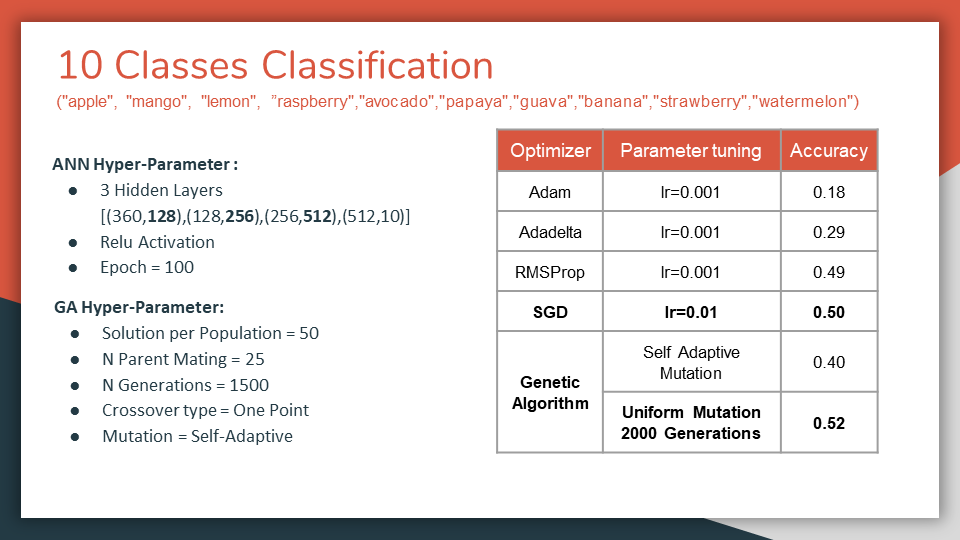 10 Classes Classification
("apple", "mango", "lemon", ”raspberry","avocado","papaya","guava","banana","strawberry","watermelon")
ANN Hyper-Parameter :
● 3 Hidden Layers
[(360,128),(128,256),(256,512),(512,10)]
● Relu Activation
● Epoch = 100
GA Hyper-Parameter:
● Solution per Population = 50
● N Parent Mating = 25
● N Generations = 1500
● Crossover type = One Point
● Mutation = Self-Adaptive
Optimizer Parameter tuning Accuracy
Adam lr=0.001 0.18
Adadelta lr=0.001 0.29
RMSProp lr=0.001 0.49
SGD lr=0.01 0.50
Genetic
Algorithm
Self Adaptive
Mutation
0.40
Uniform Mutation
2000 Generations
0.52